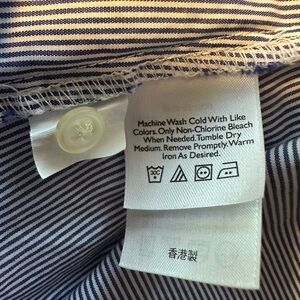 Machine Wash Cold With Like
Colors. Only Non-Chlorine Bleach
When Needed. Tumble Dry
Medium. Remove Promptly. Warm
Iron As Desired.
30C
香港製